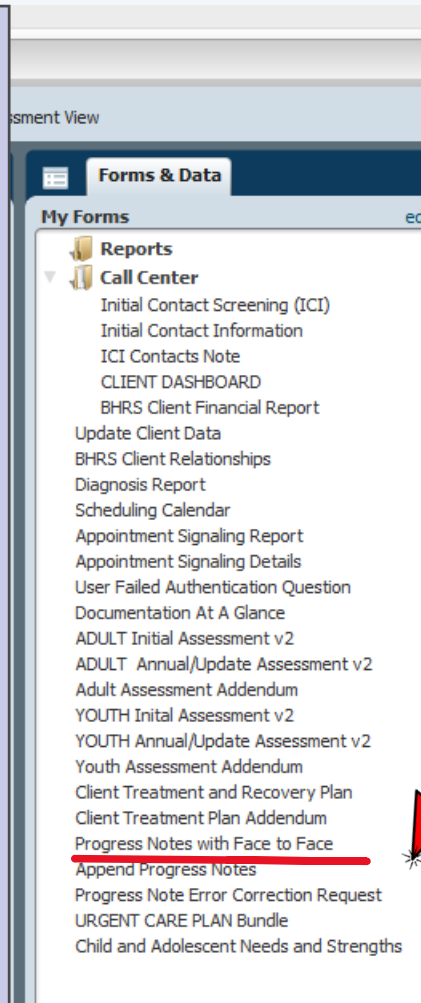 sment View
Forms & Data
My Forms
Reports
Call Center
Initial Contact Screening (ICI)
Initial Contact Information
ICI Contacts Note
CLIENT DASHBOARD
BHRS Client Financial Report
Update Client Data
BHRS Client Relationships
Diagnosis Report
Scheduling Calendar
Appointment Signaling Report
Appointment Signaling Details
User Failed Authentication Question
Documentation At A Glance
ADULT Initial Assessment v2
ADULT  Annual/Update Assessment v2
Adult Assessment Addendum
YOUTH Inital Assessment v2
YOUTH Annual/Update Assessment v2
Youth Assessment Addendum
Client Treatment and Recovery Plan
Client Treatment Plan Addendum
Progress Notes with Face to Face
Append Progress Notes
Progress Note Error Correction Request
URGENT CARE PLAN Bundle
Child and Adolescent Needs and Strengths